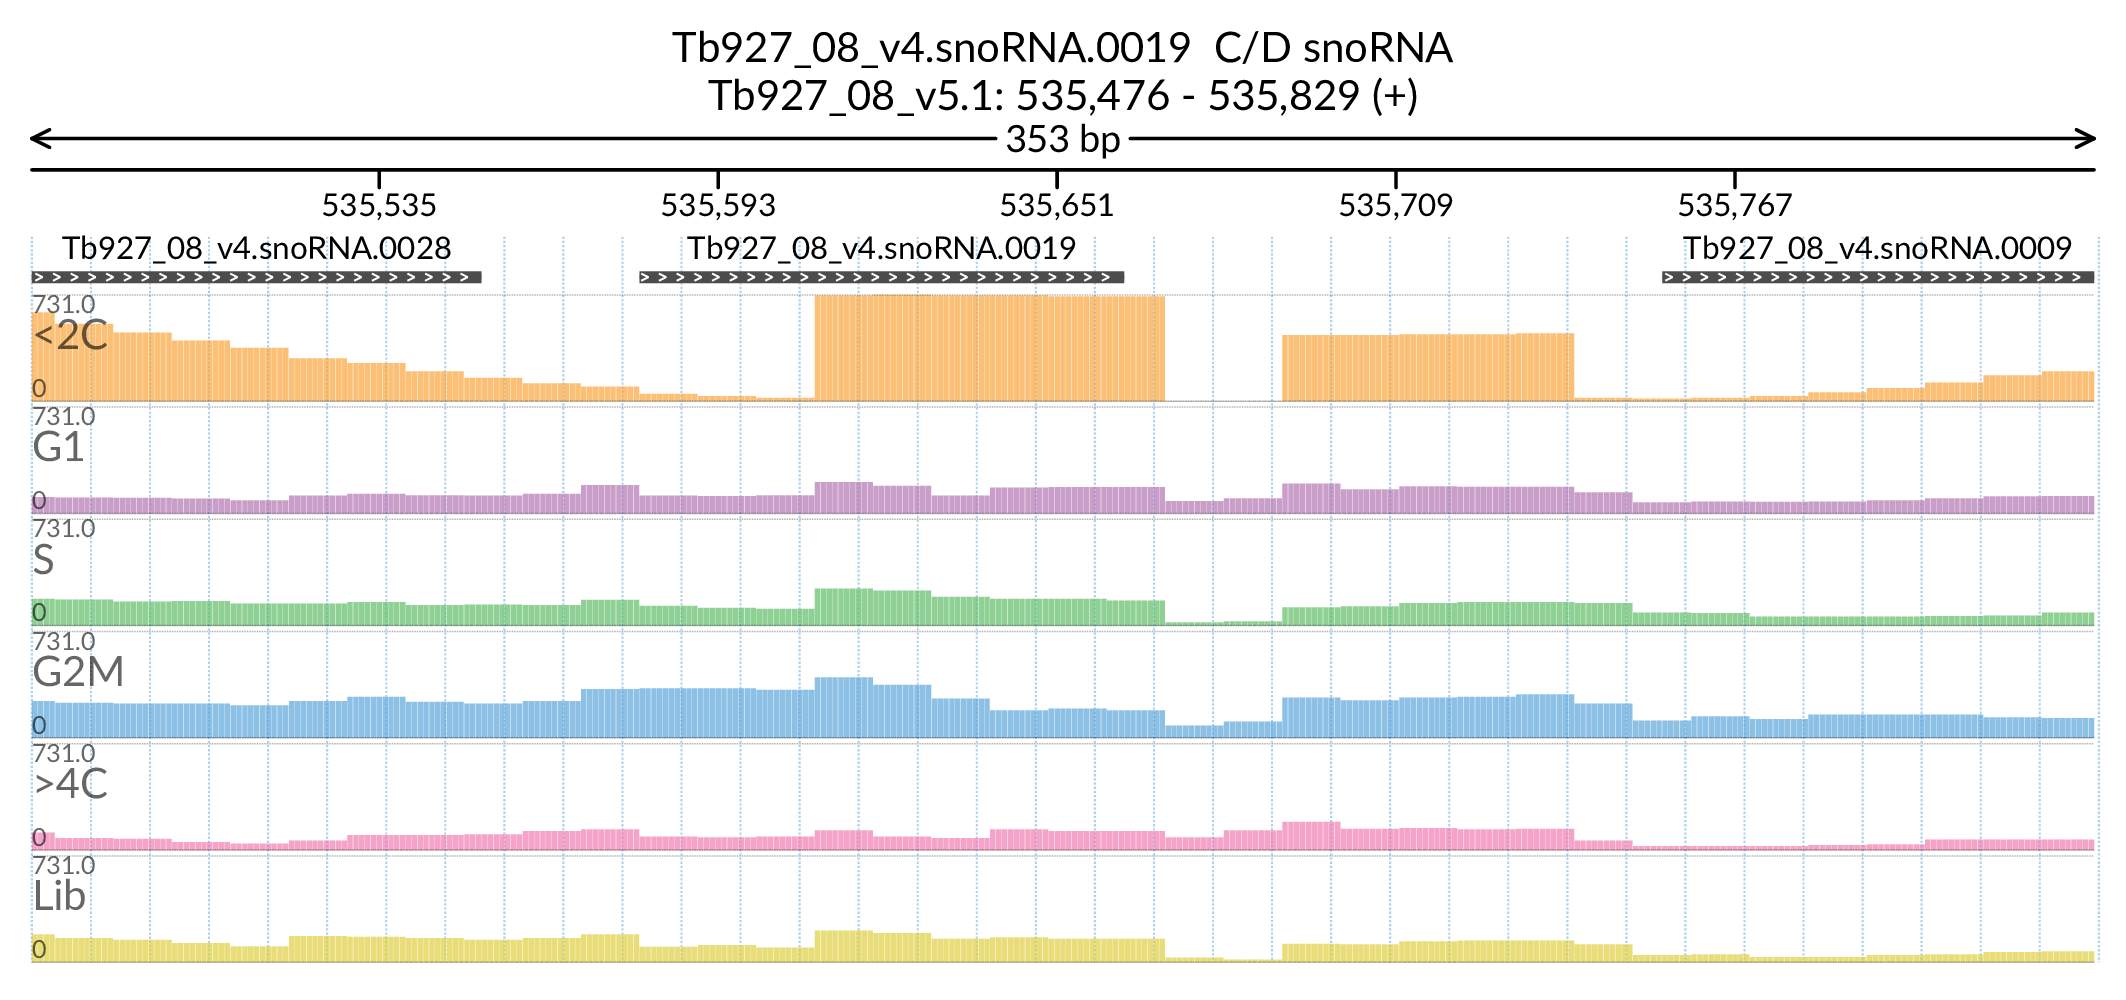 Tb927_08_v4.snoRNA.0019 C/D snoRNA
Tb927_08_v5.1: 535,476 - 535,829 (+)
353 bp
535,535 535,593 535,651 535,709 535,767
Tb927_08_v4.snoRNA.0028 Tb927_08_v4.snoRNA.0019 Tb927_08_v4.snoRNA.0009
731.0
<2C
0
731.0
G1
0
731.0
S
0
731.0
G2M
0
731.0
>4C
0
731.0
Lib
0